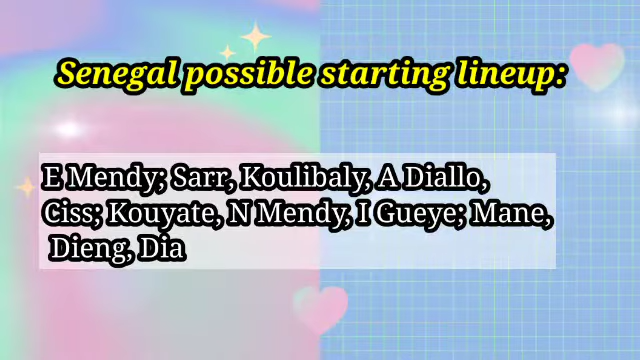 Senegal possible starting lineup:
E Mendy; Sarr, Koulibaly, A Diallo,
Ciss; Kouyate, N Mendy, I Gueye; Mane,
Dieng, Dia